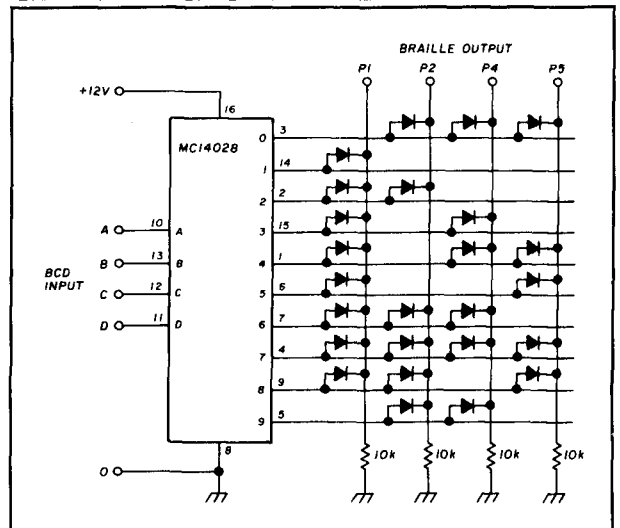 BRAILLE OUTPUT
P1 P2 P4 P5
+12V
16
MC14028
0 3
1 14
2 2
3 15
A 10 A
4 1
B 13 B
BCD
INPUT
C 12 C
5 6
D 11 D
6 7
7 4
8 9
9 5
8
10k 10k 10k 10k
0